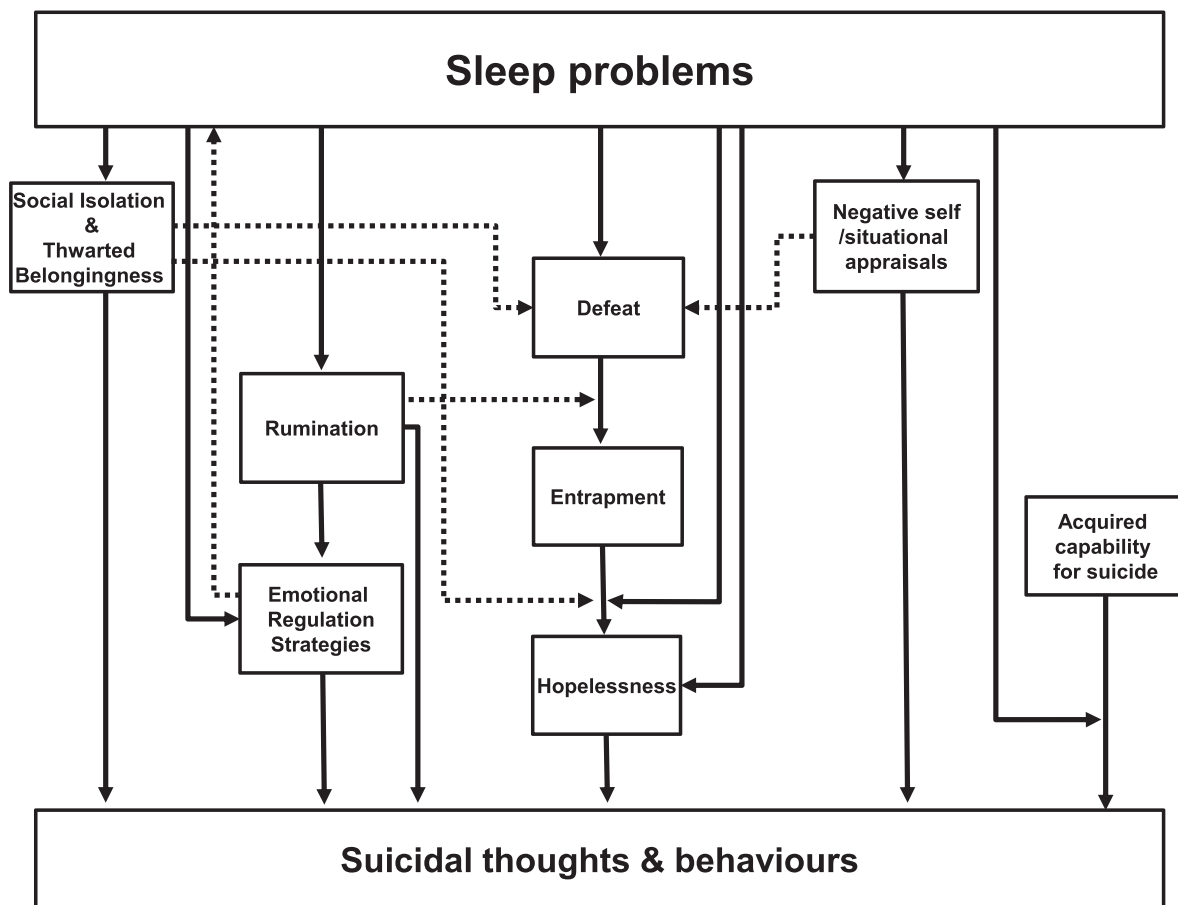 Sleep problems
Social Isolation
&
Thwarted
Belongingness
Negative self
/situational
appraisals
Defeat
Rumination
Entrapment
Acquired
capability
for suicide
Emotional
Regulation
Strategies
Hopelessness
Suicidal thoughts & behaviours